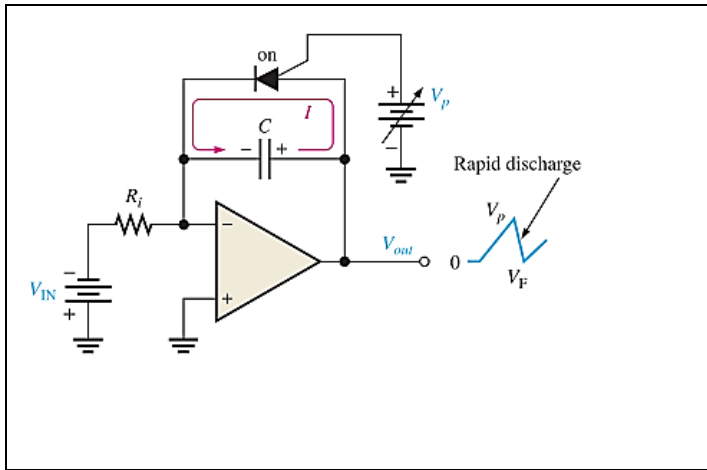 on
+
V_p
I
C
−
− +
Rapid discharge
R_i
V_p
−
V_out
0
−
V_IN
V_F
+
+